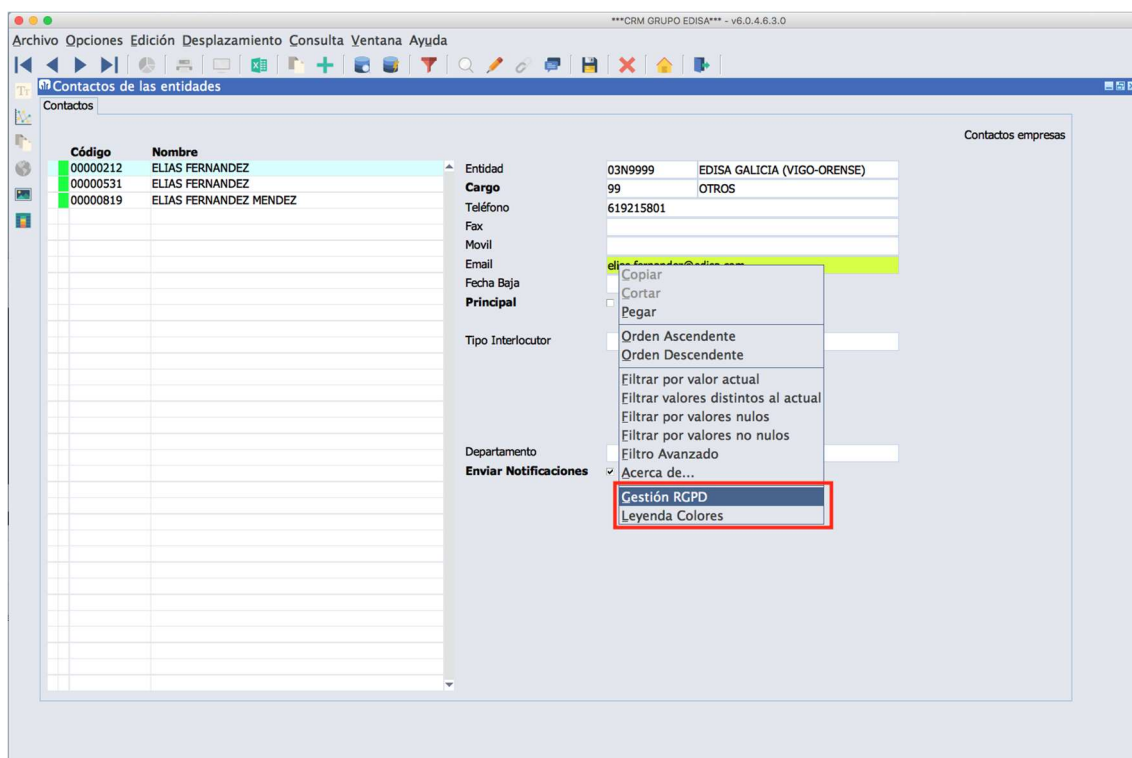 ***CRM GRUPO EDISA*** - v6.0.4.6.3.0
Archivo Opciones Edición Desplazamiento Consulta Ventana Ayuda
Contactos de las entidades
Contactos
Contactos empresas
Código Nombre
00000212 ELIAS FERNANDEZ
00000531 ELIAS FERNANDEZ
00000819 ELIAS FERNANDEZ MENDEZ
Entidad 03N9999 EDISA GALICIA (VIGO-ORENSE)
Cargo 99 OTROS
Teléfono 619215801
Fax
Movil
Email elias.fernandez@edisa.com
Fecha Baja
Principal
Tipo Interlocutor
Departamento
Enviar Notificaciones
Copiar
Cortar
Pegar
Orden Ascendente
Orden Descendente
Filtrar por valor actual
Filtrar valores distintos al actual
Filtrar por valores nulos
Filtrar por valores no nulos
Filtro Avanzado
Acerca de...
Gestión RGPD
Leyenda Colores